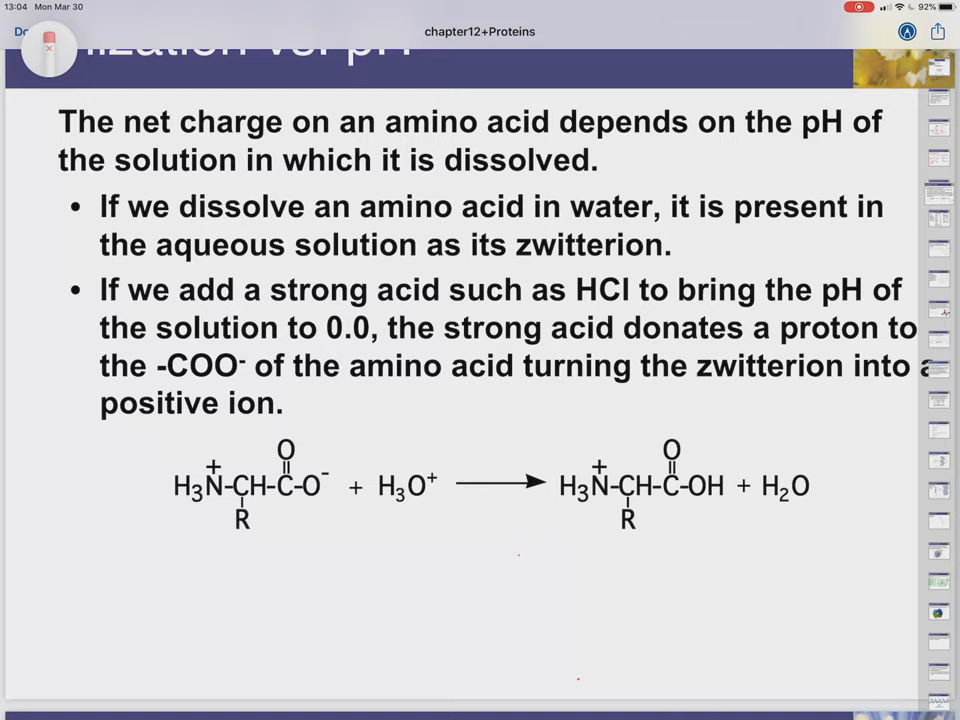 13:04 Mon Mar 30
92%
chapter12+Proteins
The net charge on an amino acid depends on the pH of
the solution in which it is dissolved.
• If we dissolve an amino acid in water, it is present in
the aqueous solution as its zwitterion.
• If we add a strong acid such as HCl to bring the pH of
the solution to 0.0, the strong acid donates a proton to
the -COO⁻ of the amino acid turning the zwitterion into a
positive ion.
+ O + O
H₃N-CH-C-O⁻ + H₃O⁺ ⟶ H₃N-CH-C-OH + H₂O
R R